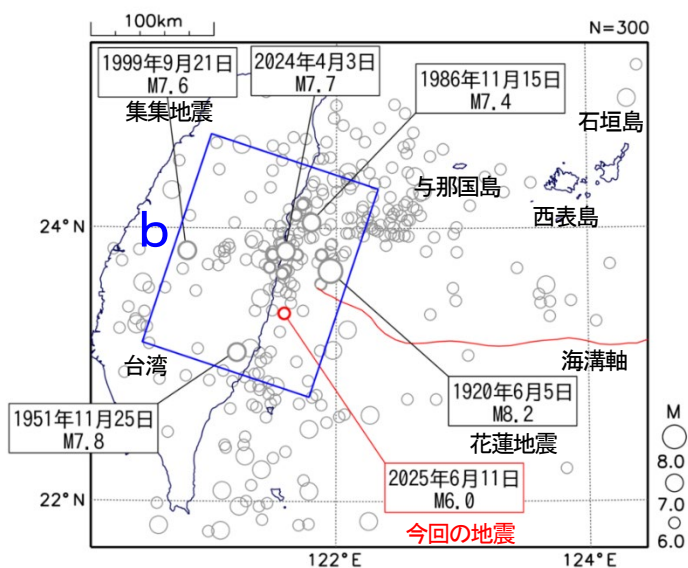 100km
N=300
1999年9月21日
M7.6
集集地震
2024年4月3日
M7.7
1986年11月15日
M7.4
石垣島
与那国島
西表島
24°N
b
台湾
海溝軸
1951年11月25日
M7.8
1920年6月5日
M8.2
花蓮地震
2025年6月11日
M6.0
今回の地震
22°N
122°E
124°E
M
8.0
7.0
6.0